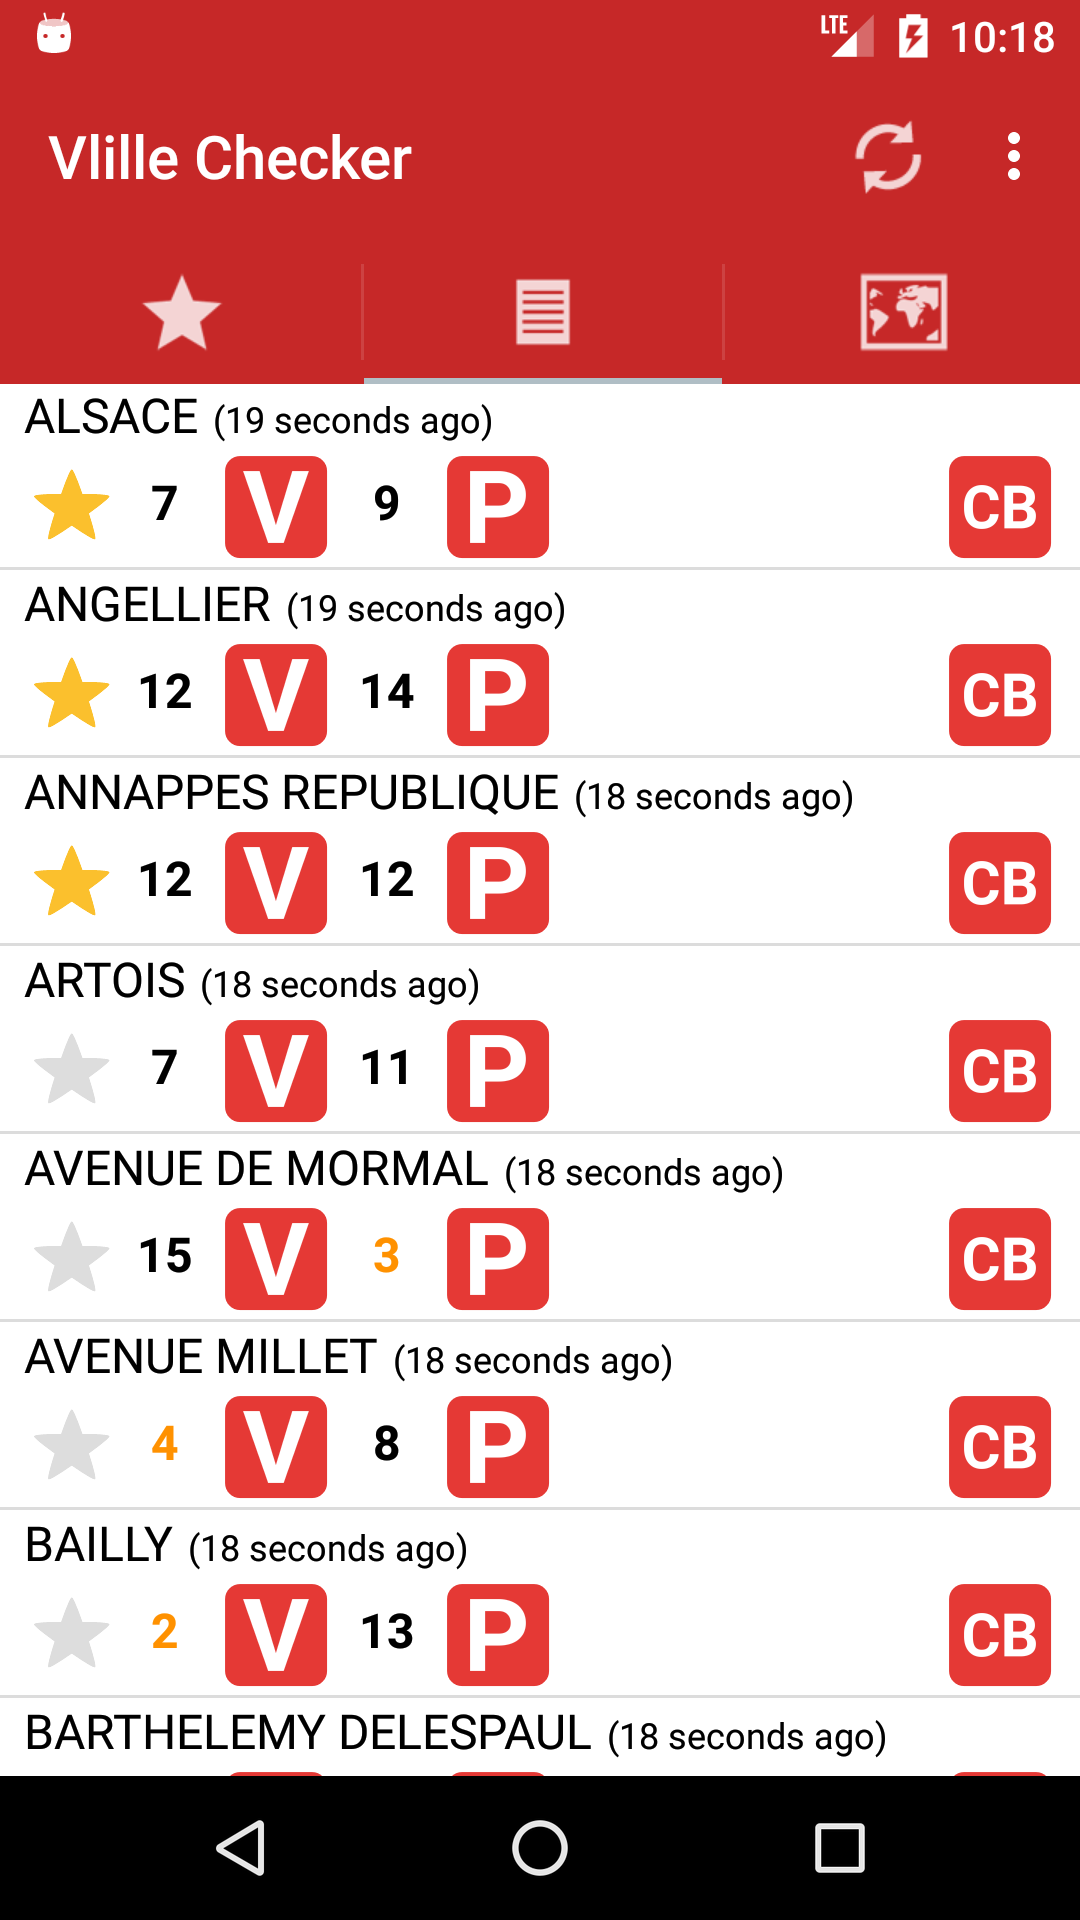 LTE 10:18
Vlille Checker
ALSACE (19 seconds ago)
7 V 9 P CB
ANGELLIER (19 seconds ago)
12 V 14 P CB
ANNAPPES REPUBLIQUE (18 seconds ago)
12 V 12 P CB
ARTOIS (18 seconds ago)
7 V 11 P CB
AVENUE DE MORMAL (18 seconds ago)
15 V 3 P CB
AVENUE MILLET (18 seconds ago)
4 V 8 P CB
BAILLY (18 seconds ago)
2 V 13 P CB
BARTHELEMY DELESPAUL (18 seconds ago)